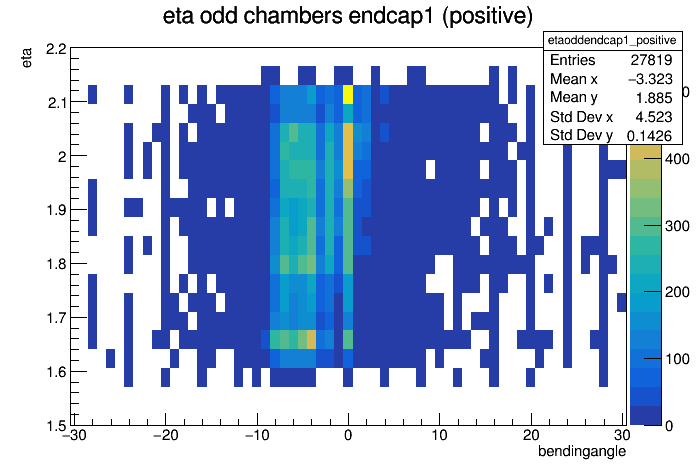 eta odd chambers endcap1 (positive)
etaoddendcap1_positive
Entries 27819
Mean x −3.323
Mean y 1.885
Std Dev x 4.523
Std Dev y 0.1426
eta
2.2
2.1
2
1.9
1.8
1.7
1.6
1.5
−30 −20 −10 0 10 20 30
bendingangle
0
400
300
200
100
0